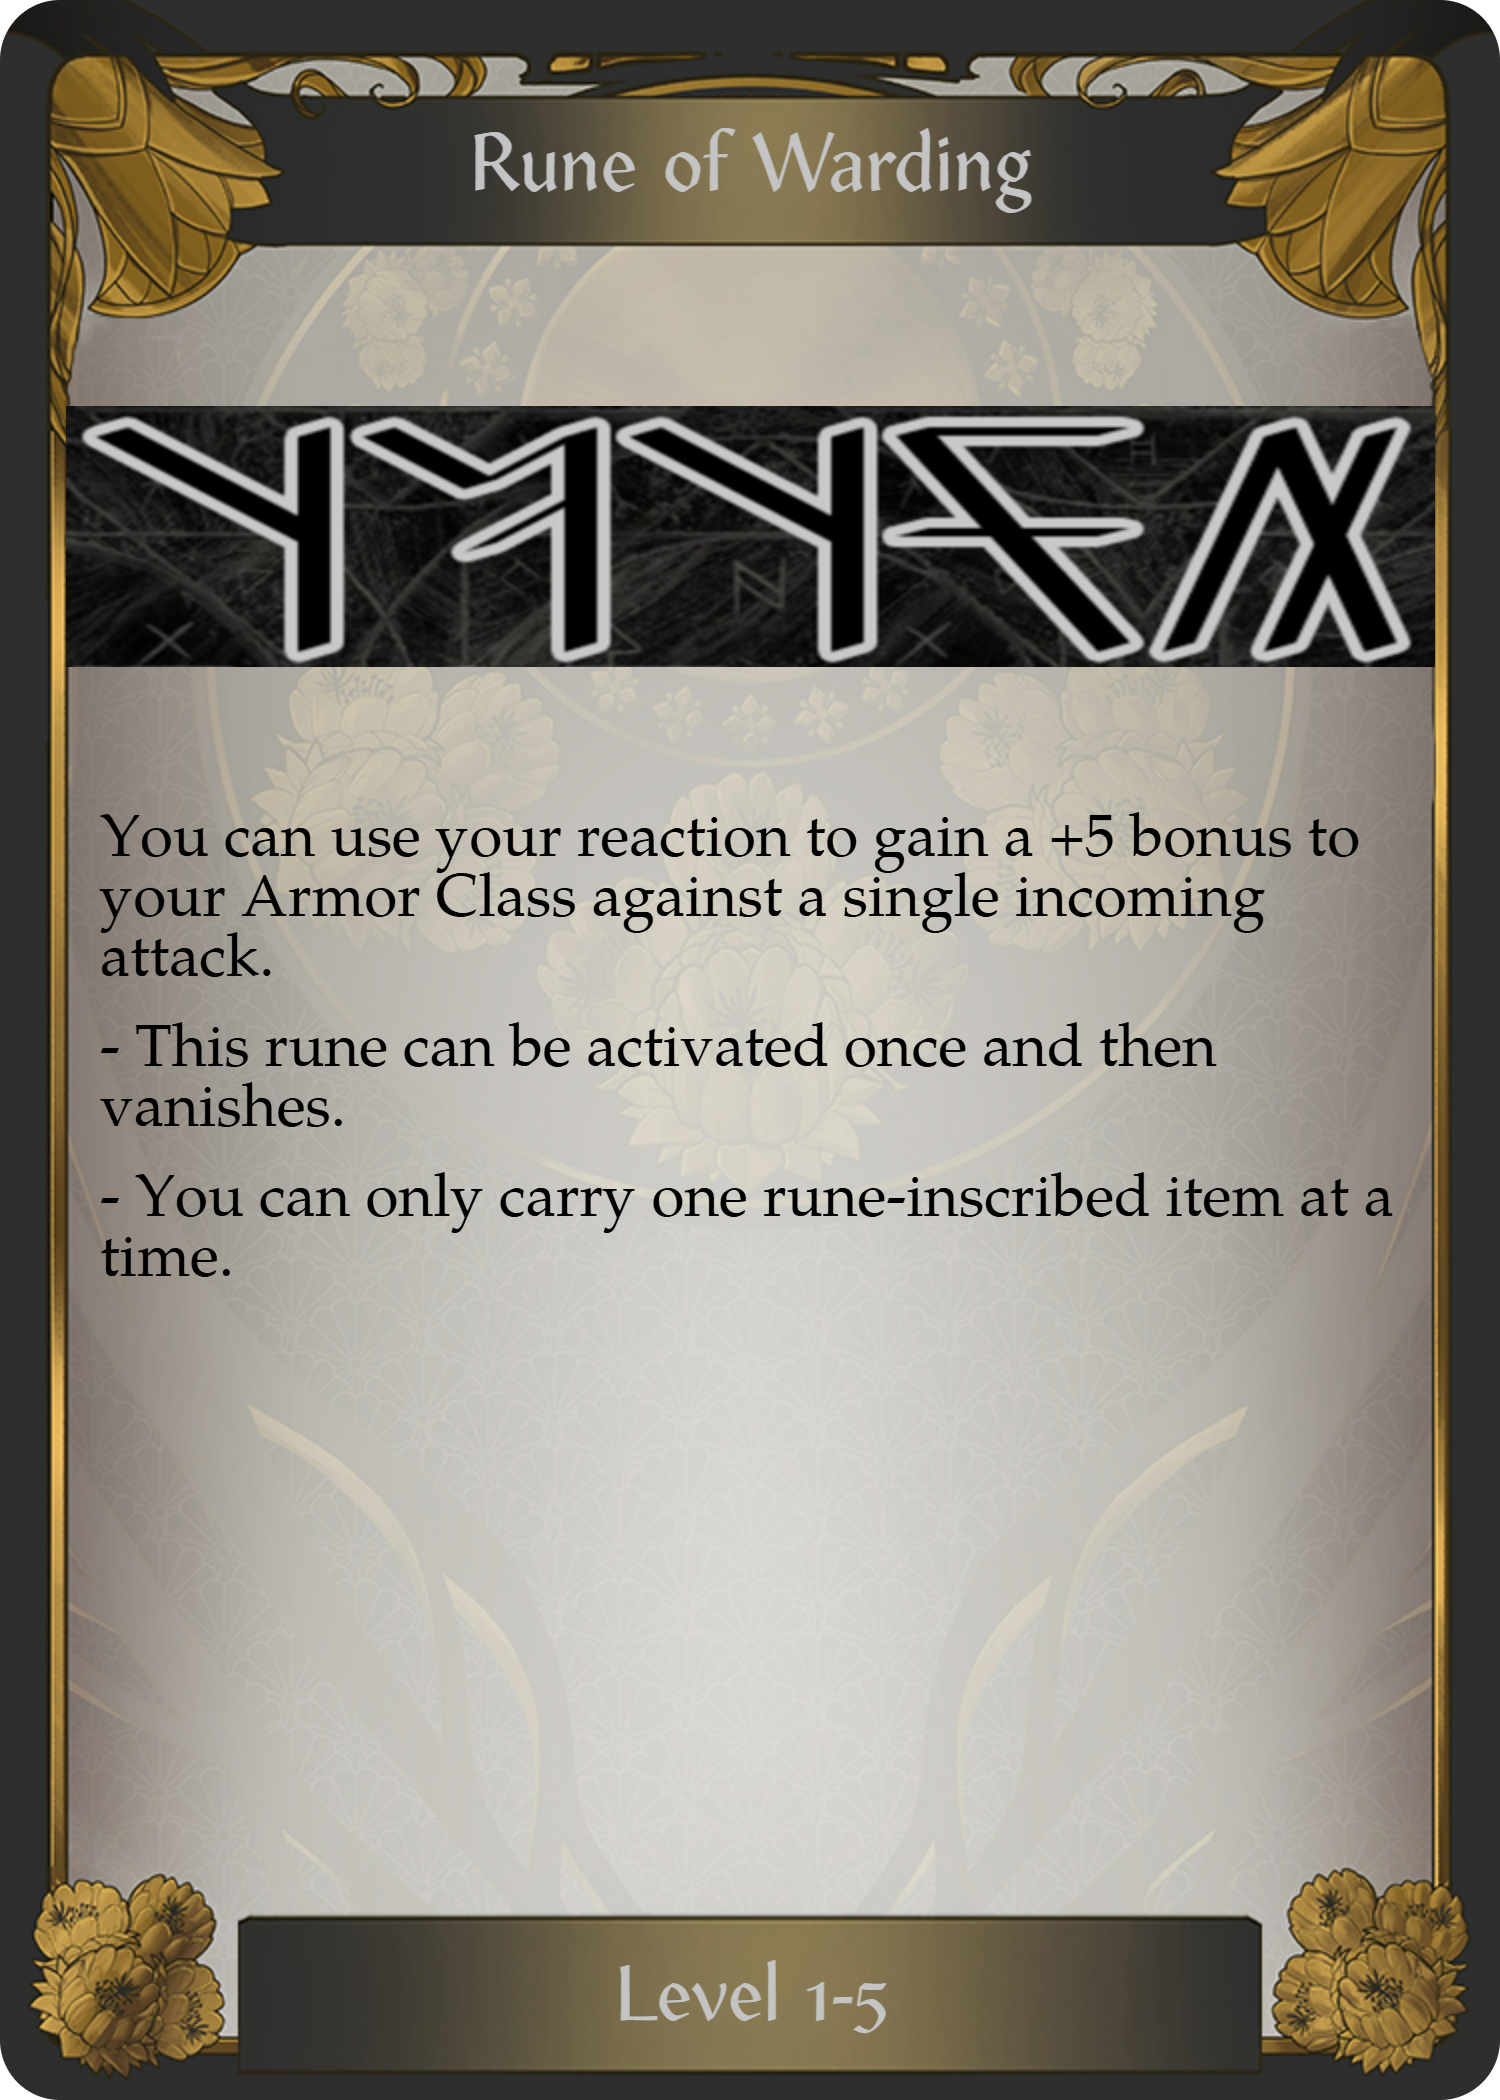 Rune of Warding
You can use your reaction to gain a +5 bonus to
your Armor Class against a single incoming
attack.
- This rune can be activated once and then
vanishes.
- You can only carry one rune-inscribed item at a
time.
Level 1-5